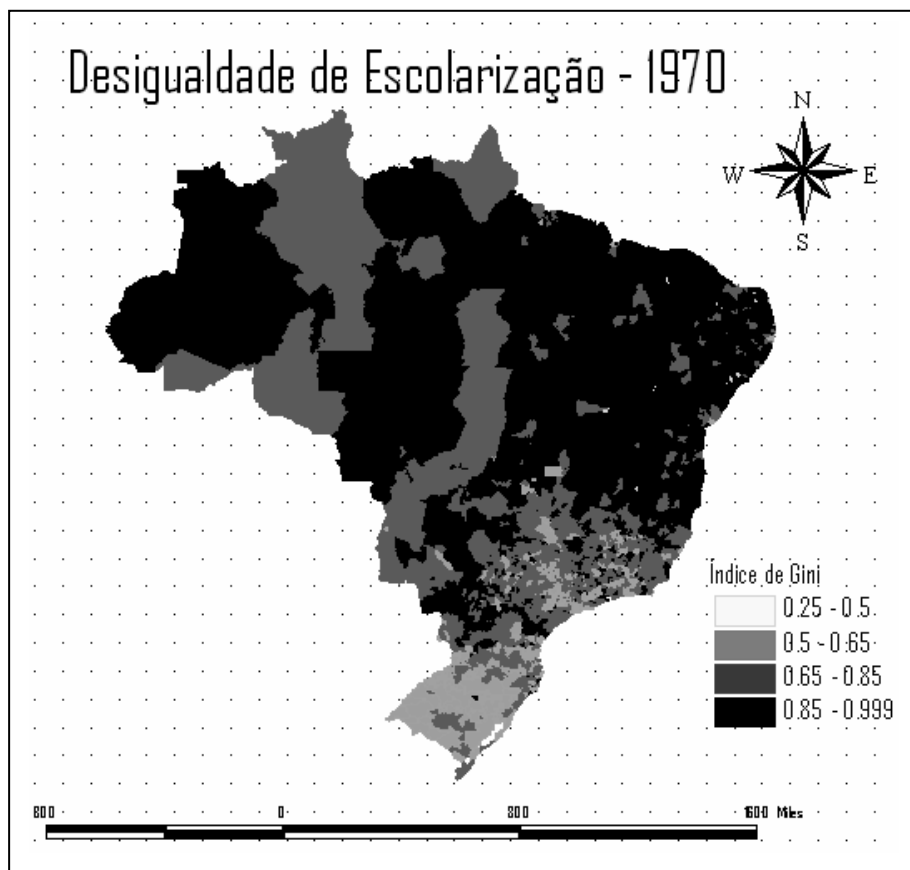 Desigualdade de Escolarização - 1970
N
W
E
S
Índice de Gini
0.25 - 0.5
0.5 - 0.65
0.65 - 0.85
0.85 - 0.999
800
0
800
1600 Miles